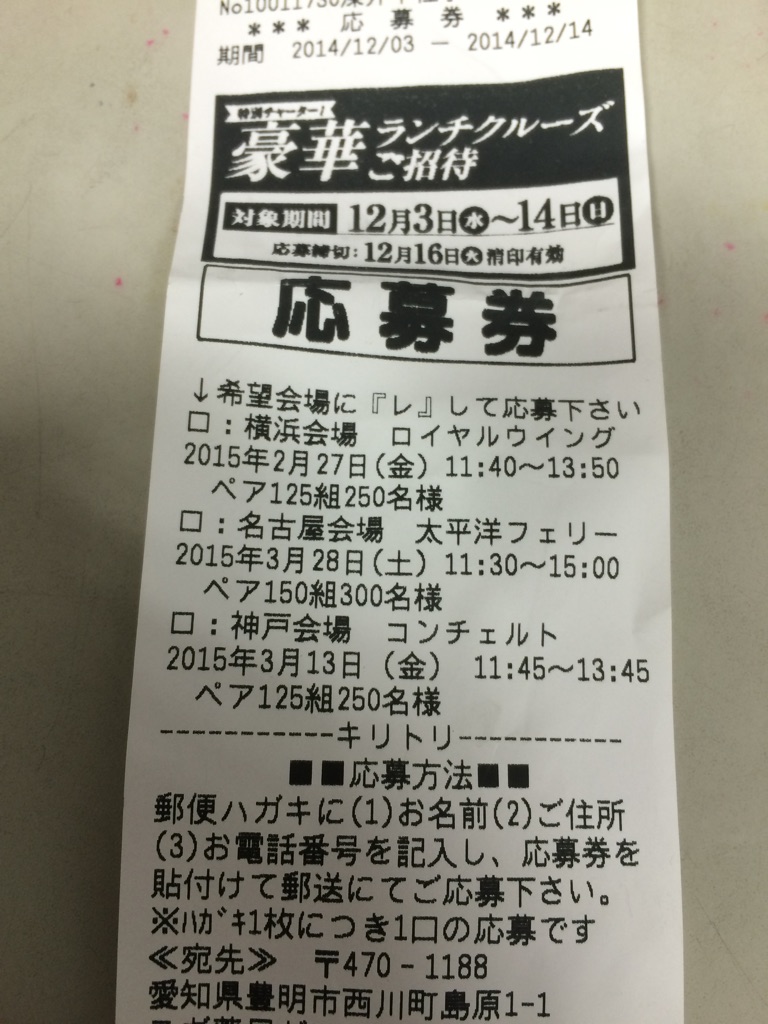 *** 応募券 ***
期間 2014/12/03 － 2014/12/14
特別チャーター!
豪華ランチクルーズ
ご招待
対象期間 12月3日水～14日日
応募締切:12月16日火消印有効
応募券
↓希望会場に『レ』して応募下さい
□:横浜会場 ロイヤルウイング
2015年2月27日(金) 11:40～13:50
ペア125組250名様
□:名古屋会場 太平洋フェリー
2015年3月28日(土) 11:30～15:00
ペア150組300名様
□:神戸会場 コンチェルト
2015年3月13日 (金) 11:45～13:45
ペア125組250名様
-----------キリトリ-----------
■■応募方法■■
郵便ハガキに(1)お名前(2)ご住所
(3)お電話番号を記入し、応募券を
貼付けて郵送にてご応募下さい。
※ﾊｶﾞｷ1枚につき1口の応募です
≪宛先≫ 〒470-1188
愛知県豊明市西川町島原1-1